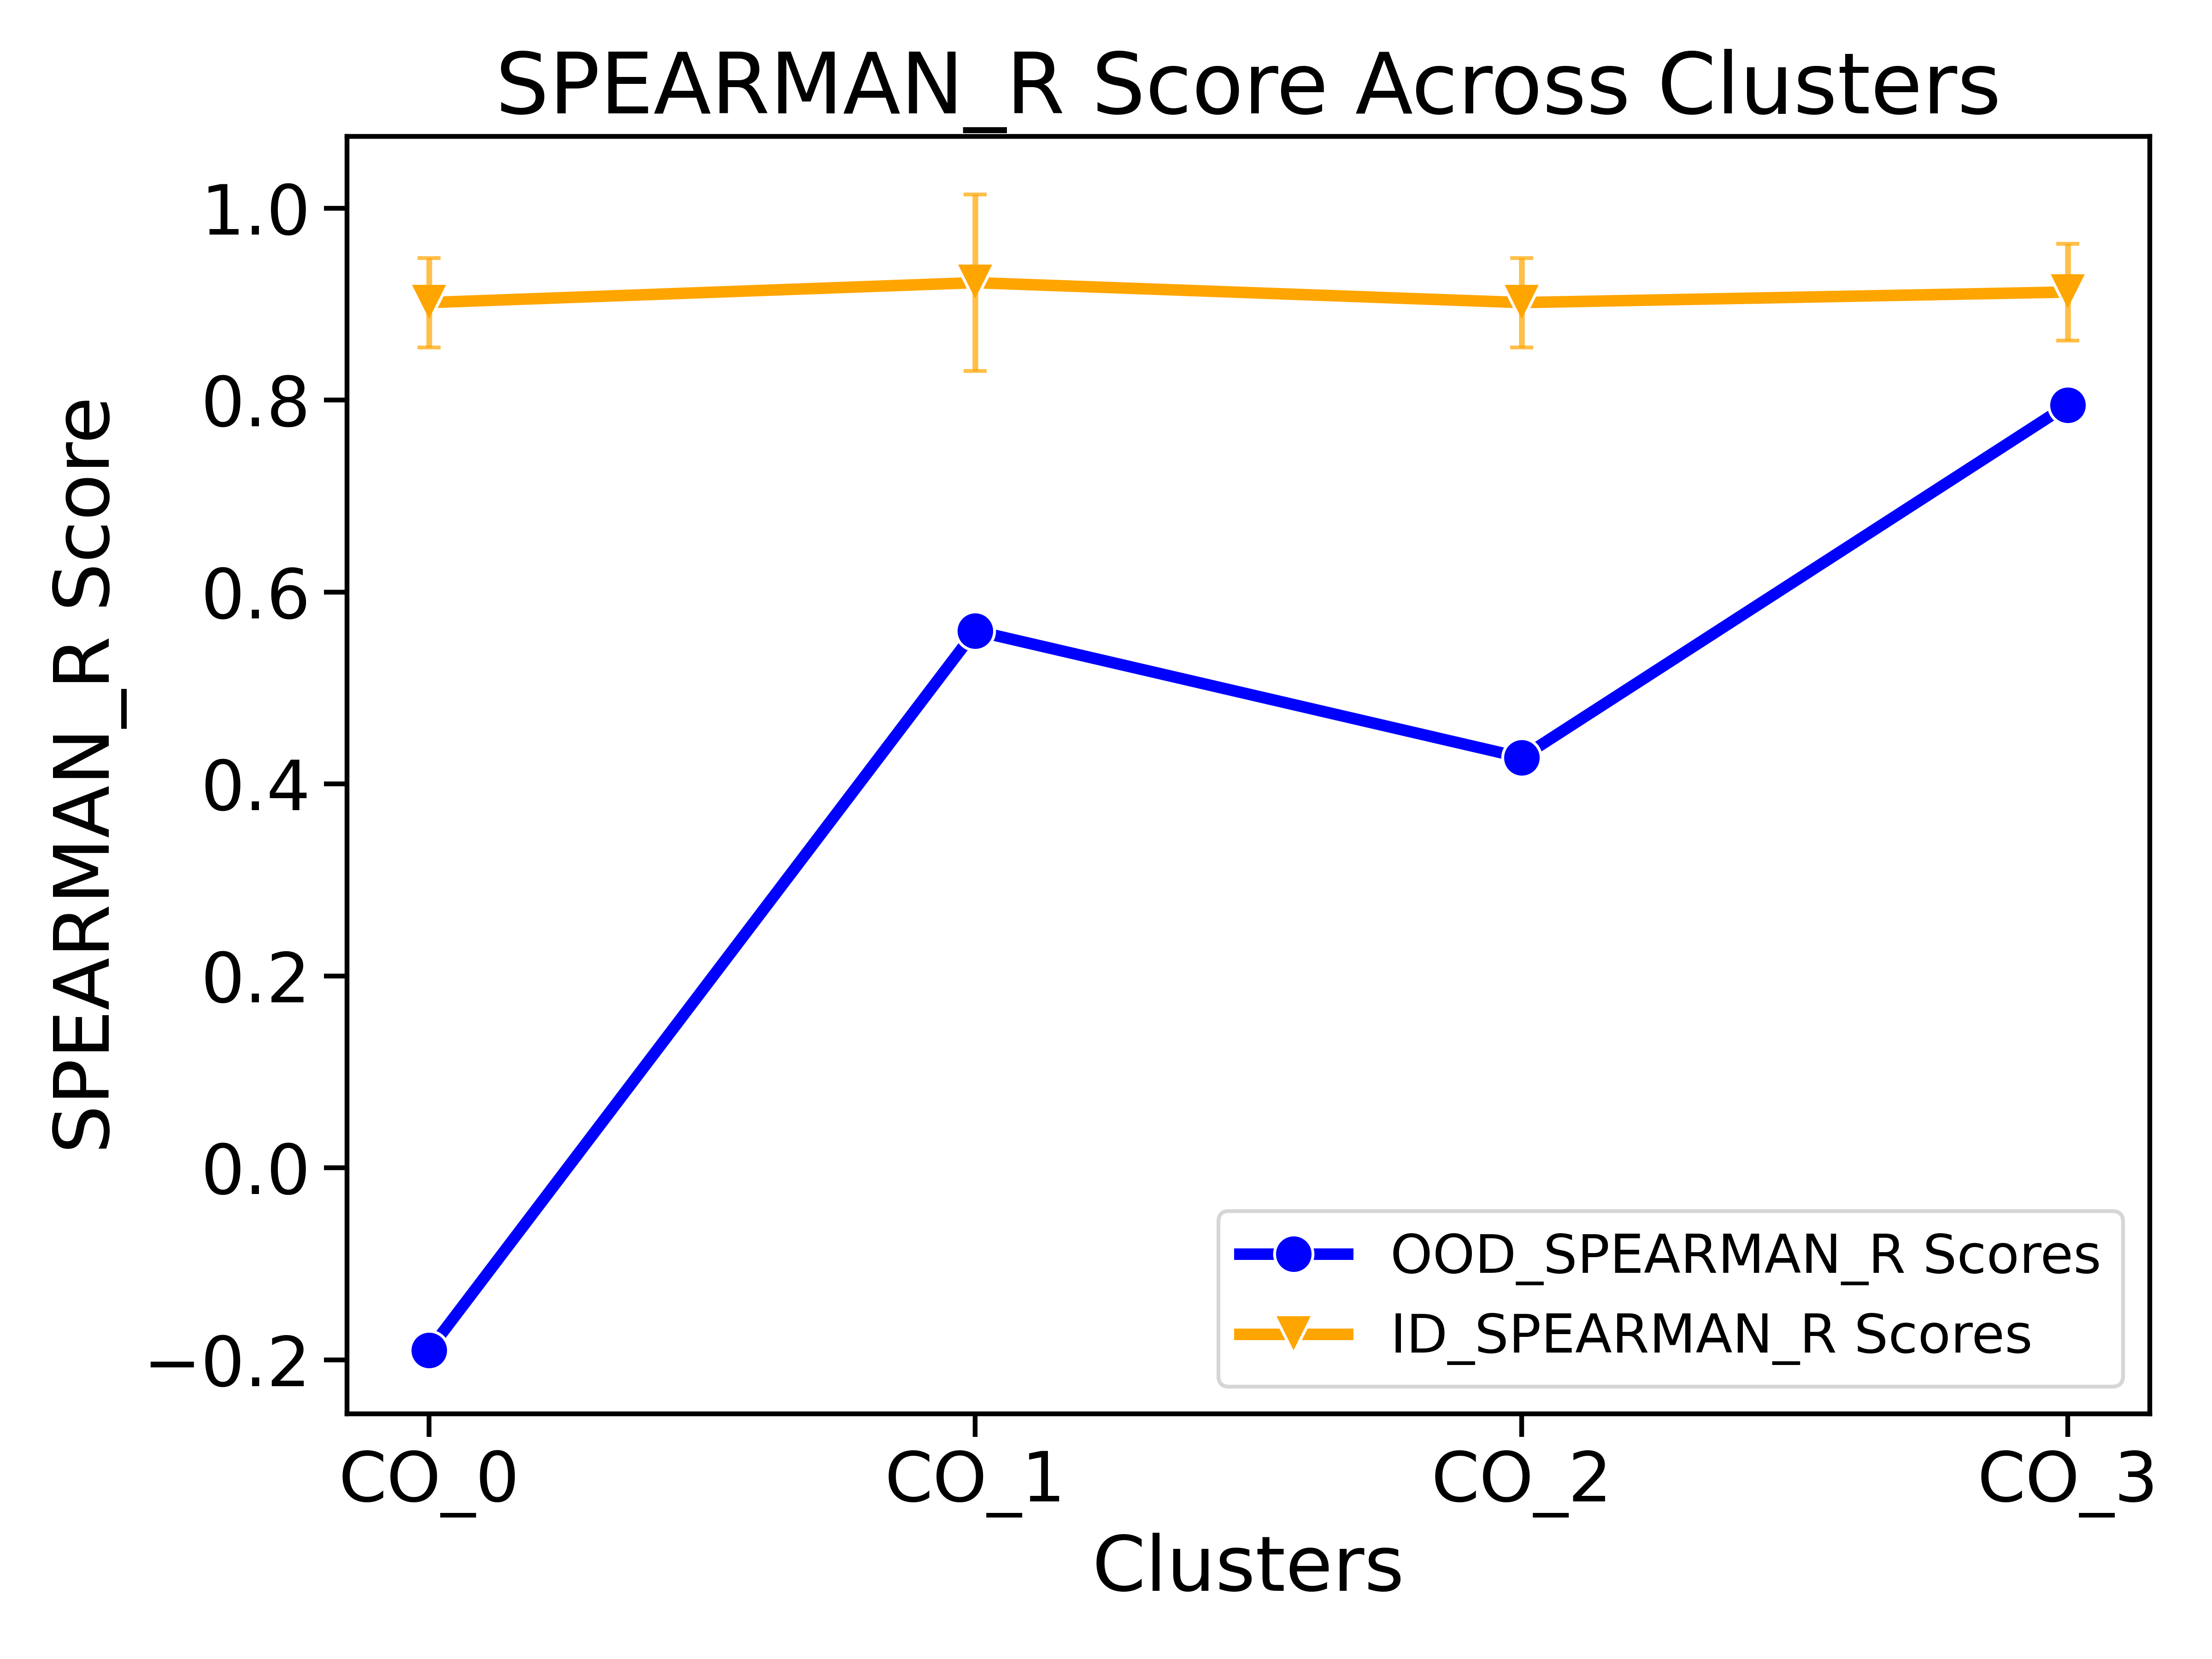 SPEARMAN_R Score Across Clusters
SPEARMAN_R Score
1.0
0.8
0.6
0.4
0.2
0.0
−0.2
OOD_SPEARMAN_R Scores
ID_SPEARMAN_R Scores
CO_0 CO_1 CO_2 CO_3
Clusters